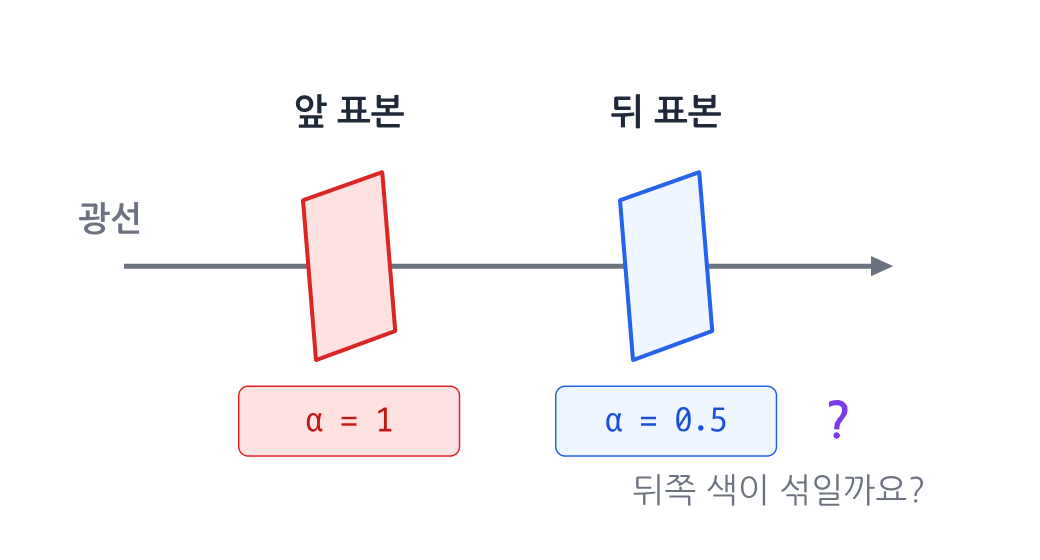 앞 표본
뒤 표본
광선
α = 1
α = 0.5
?
뒤쪽 색이 섞일까요?